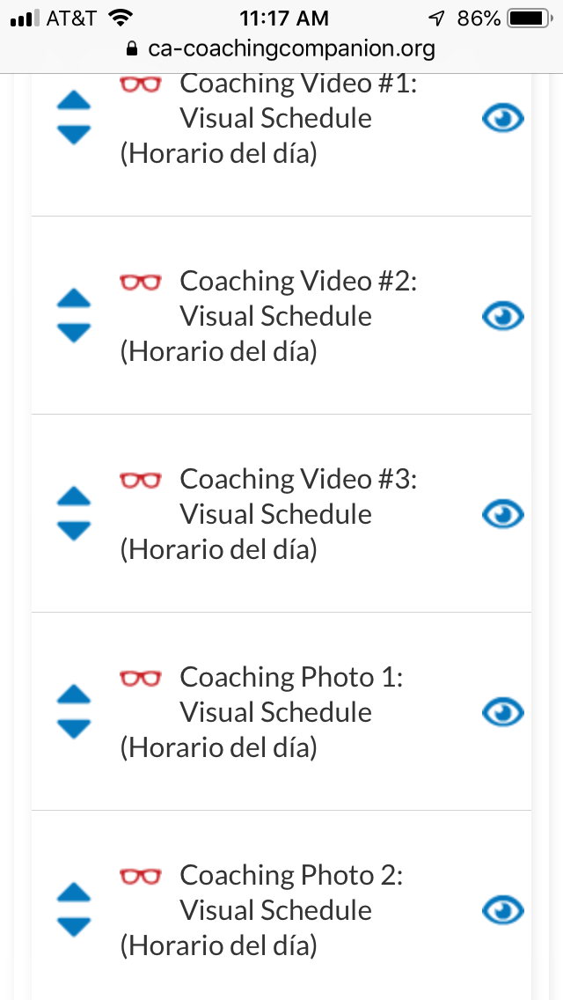 AT&T 11:17 AM 86%
ca-coachingcompanion.org
Coaching Video #1:
Visual Schedule
(Horario del día)
Coaching Video #2:
Visual Schedule
(Horario del día)
Coaching Video #3:
Visual Schedule
(Horario del día)
Coaching Photo 1:
Visual Schedule
(Horario del día)
Coaching Photo 2:
Visual Schedule
(Horario del día)